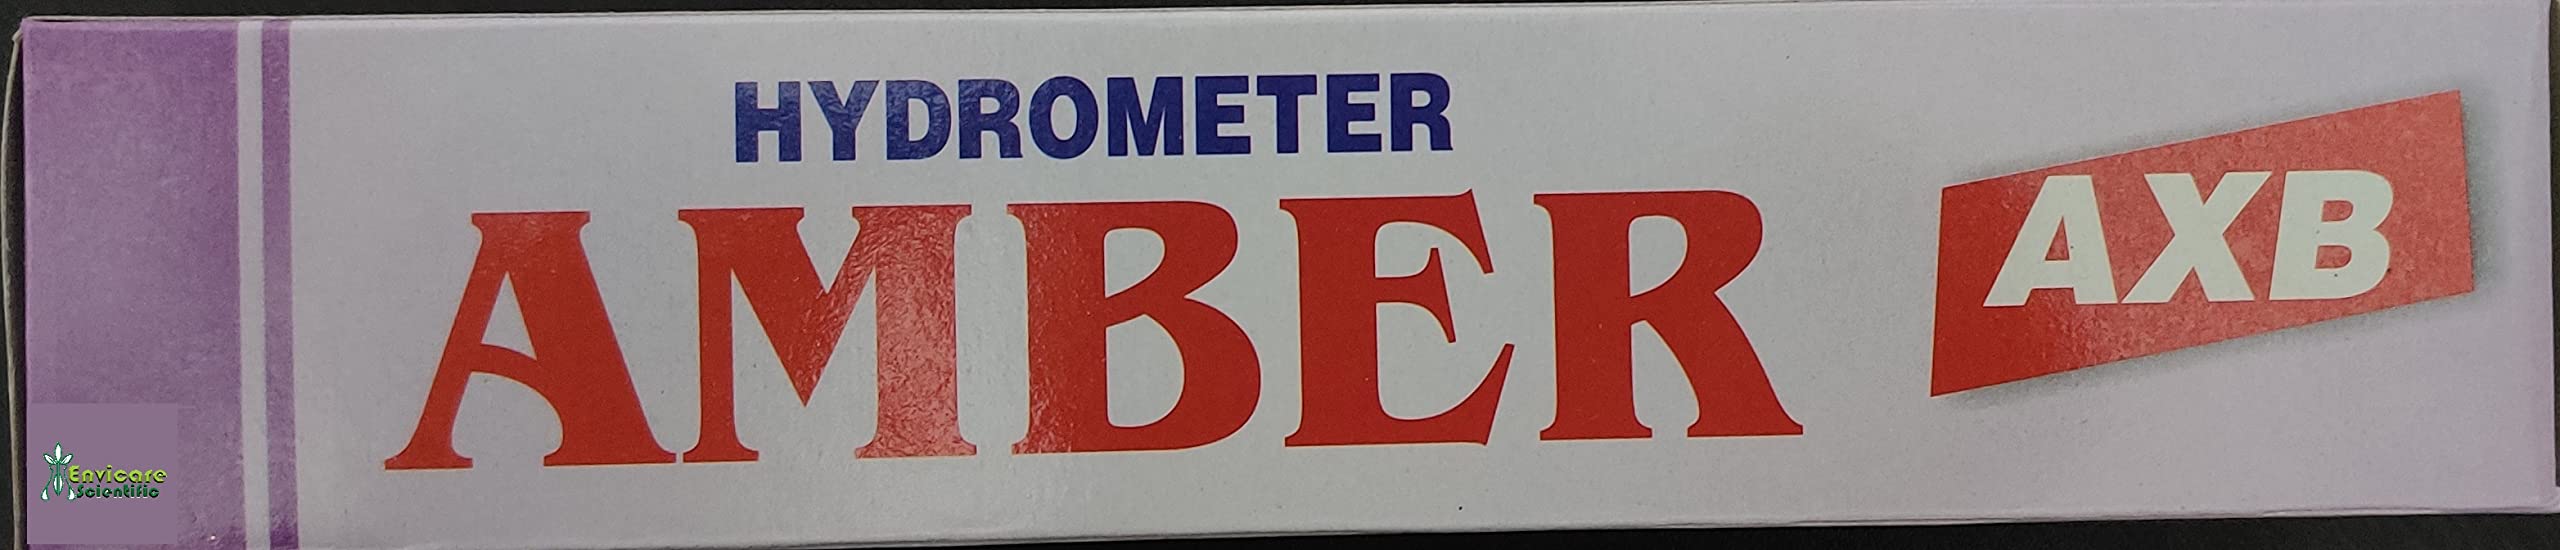 HYDROMETER
AMBER
AXB
Envicare
Scientific